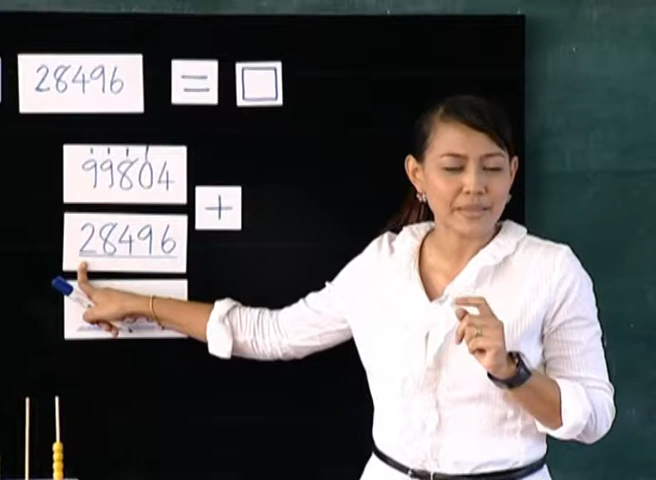 28496 = □
99804
28496 +